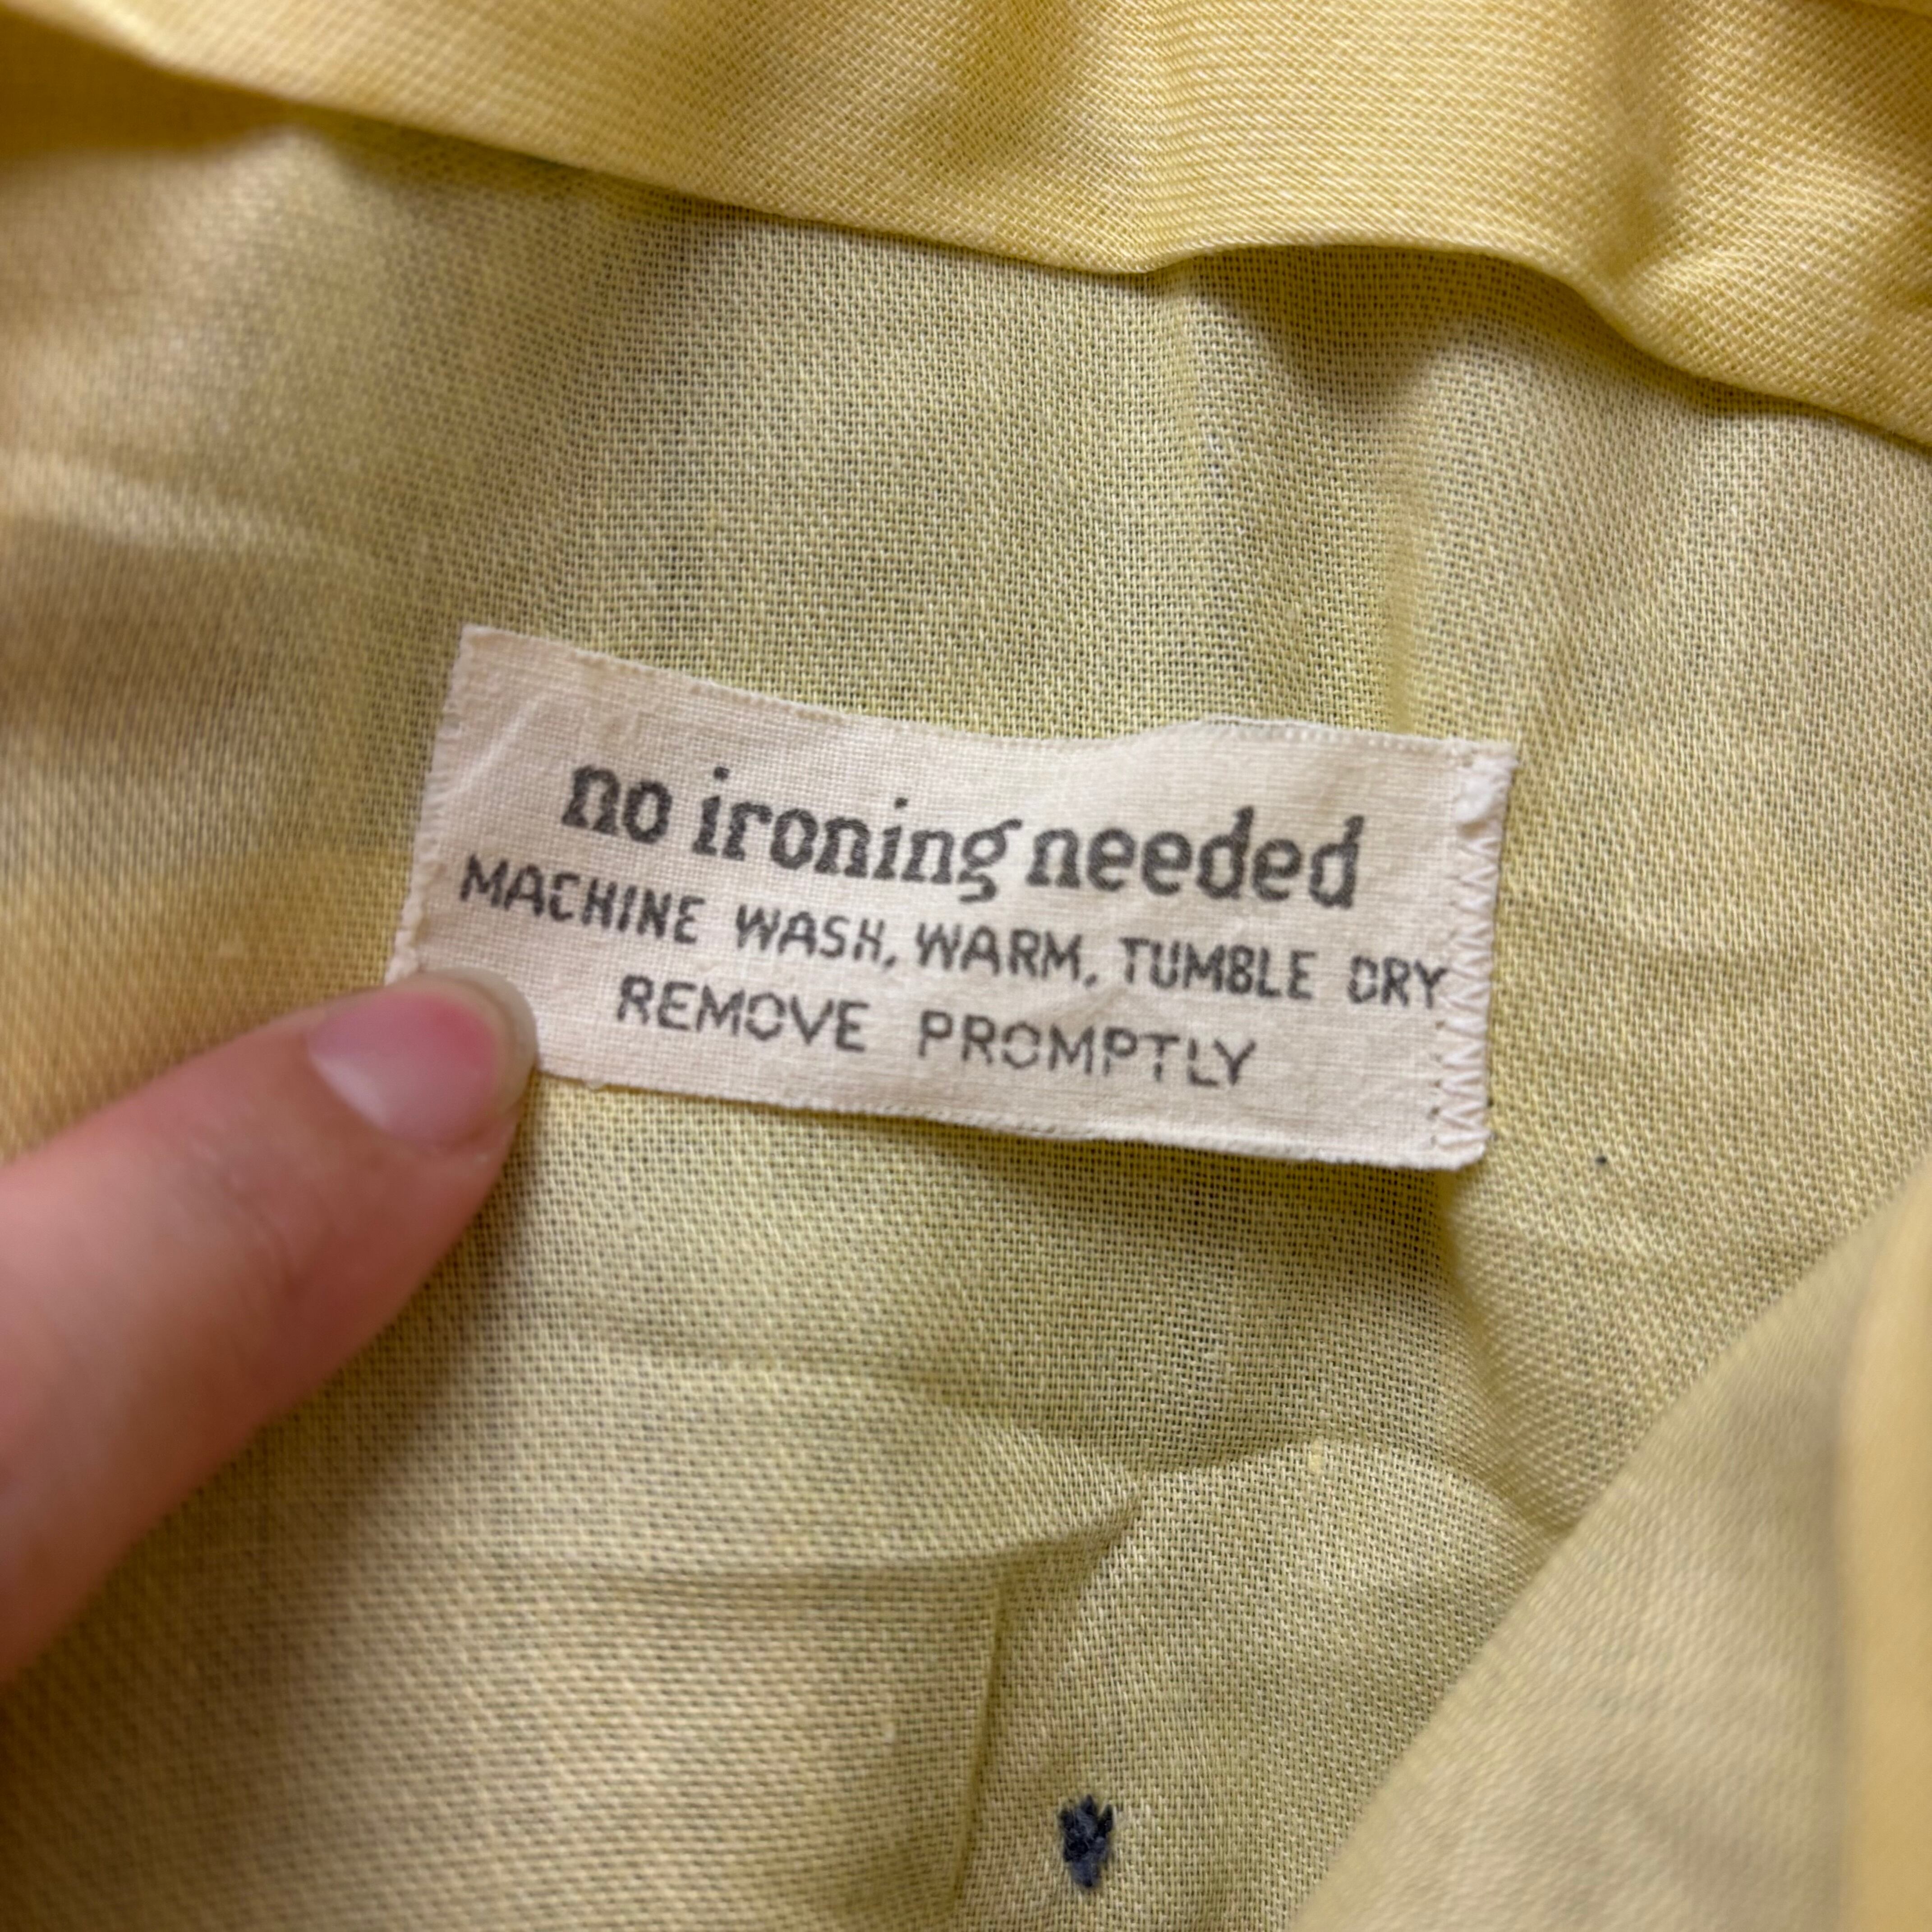 no ironing needed
MACHINE WASH, WARM, TUMBLE DRY
REMOVE PROMPTLY